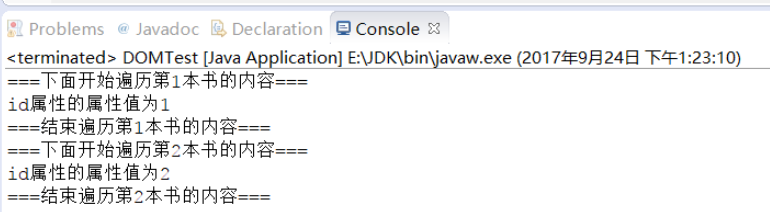 Problems @ Javadoc Declaration Console
<terminated> DOMTest [Java Application] E:\JDK\bin\javaw.exe (2017年9月24日 下午1:23:10)
===下面开始遍历第1本书的内容===
id属性的属性值为1
===结束遍历第1本书的内容===
===下面开始遍历第2本书的内容===
id属性的属性值为2
===结束遍历第2本书的内容===